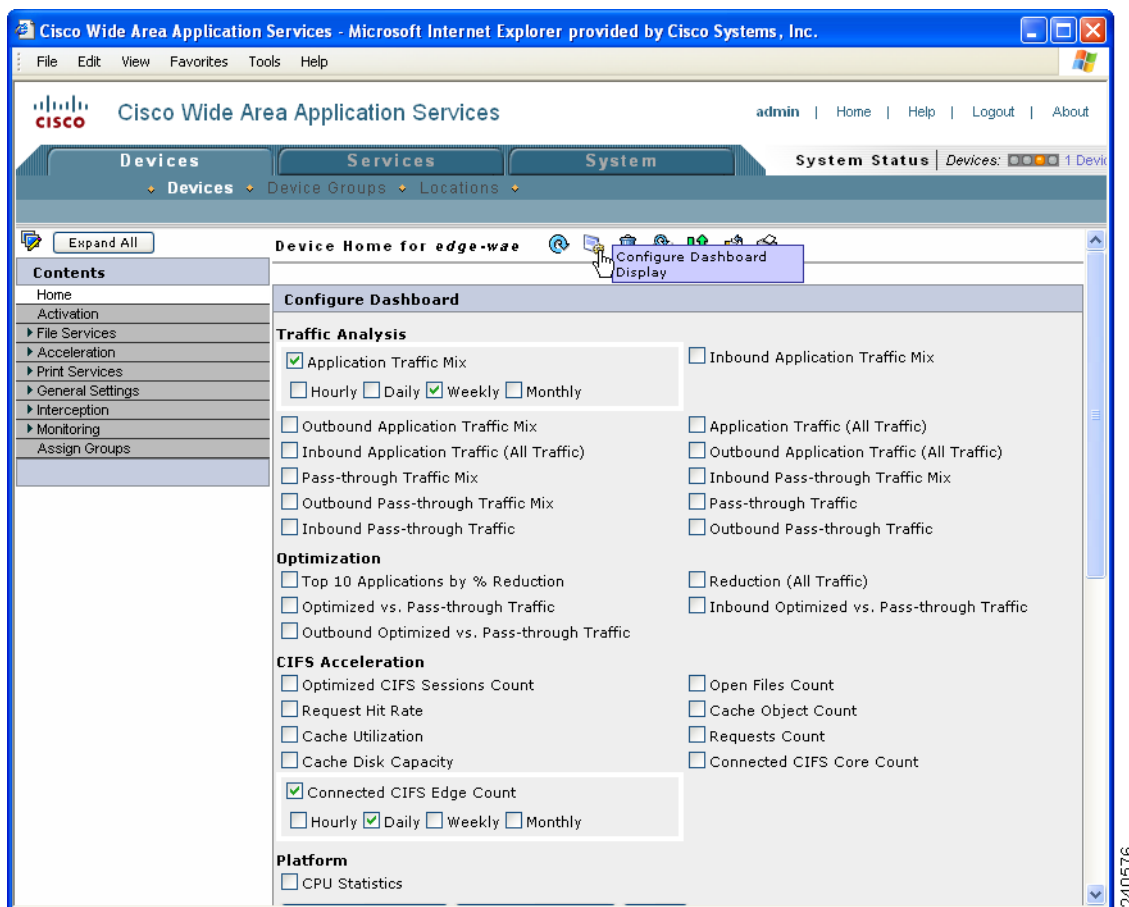 Cisco Wide Area Application Services - Microsoft Internet Explorer provided by Cisco Systems, Inc.
File Edit View Favorites Tools Help
CISCO
Cisco Wide Area Application Services
admin | Home | Help | Logout | About
Devices Services System
System Status | Devices: 1 Devic
Devices Device Groups Locations
Expand All
Device Home for edge-wae
Configure Dashboard
Display
Contents
Home
Activation
File Services
Acceleration
Print Services
General Settings
Interception
Monitoring
Assign Groups
Configure Dashboard
Traffic Analysis
Application Traffic Mix
Hourly Daily Weekly Monthly
Inbound Application Traffic Mix
Outbound Application Traffic Mix
Application Traffic (All Traffic)
Inbound Application Traffic (All Traffic)
Outbound Application Traffic (All Traffic)
Pass-through Traffic Mix
Inbound Pass-through Traffic Mix
Outbound Pass-through Traffic Mix
Pass-through Traffic
Inbound Pass-through Traffic
Outbound Pass-through Traffic
Optimization
Top 10 Applications by % Reduction
Reduction (All Traffic)
Optimized vs. Pass-through Traffic
Inbound Optimized vs. Pass-through Traffic
Outbound Optimized vs. Pass-through Traffic
CIFS Acceleration
Optimized CIFS Sessions Count
Open Files Count
Request Hit Rate
Cache Object Count
Cache Utilization
Requests Count
Cache Disk Capacity
Connected CIFS Core Count
Connected CIFS Edge Count
Hourly Daily Weekly Monthly
Platform
CPU Statistics
240576